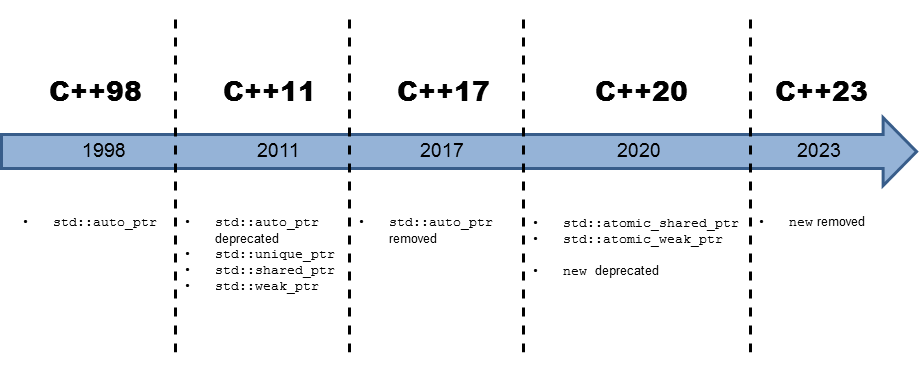 C++98
C++11
C++17
C++20
C++23
1998
2011
2017
2020
2023
• std::auto_ptr
• std::auto_ptr
deprecated
• std::unique_ptr
• std::shared_ptr
• std::weak_ptr
• std::auto_ptr
removed
• std::atomic_shared_ptr
• std::atomic_weak_ptr
• new deprecated
• new removed